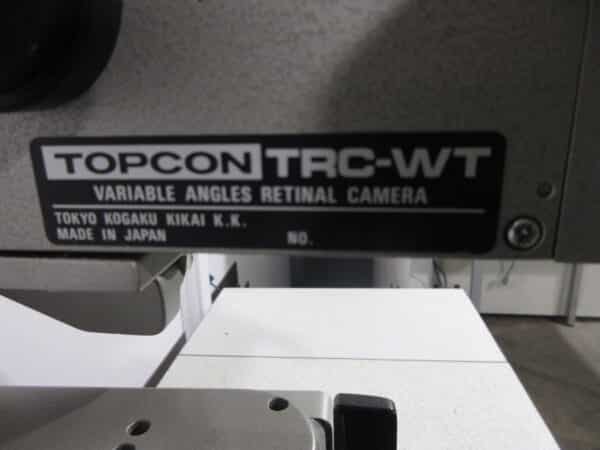 TOPCON TRC-WT
VARIABLE ANGLES RETINAL CAMERA
TOKYO KOGAKU KIKAI K.K.
MADE IN JAPAN NO.